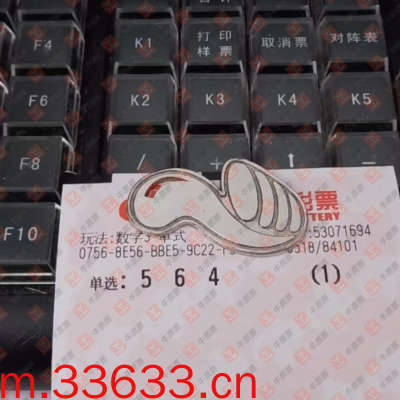 F4 K1 打印样票 取消票 对阵表
F6 K2 K3 K4 K5
F8 / + ↓
F10
票
TTERY
玩法:数字3 单式 :53071694
0756-8E56-BBE5-9C22-F 518/84101
单选: 5 6 4 (1)
m.33633.cn